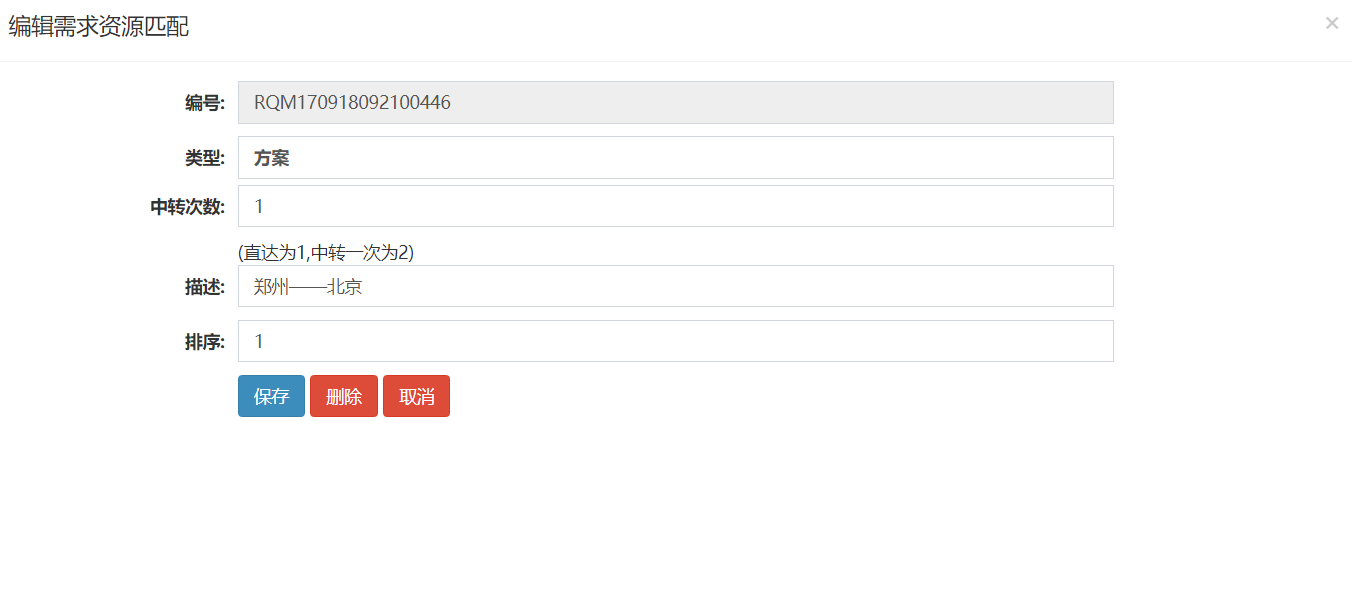 编辑需求资源匹配 ×
编号: RQM170918092100446
类型: 方案
中转次数: 1
(直达为1,中转一次为2)
描述: 郑州——北京
排序: 1
保存 删除 取消